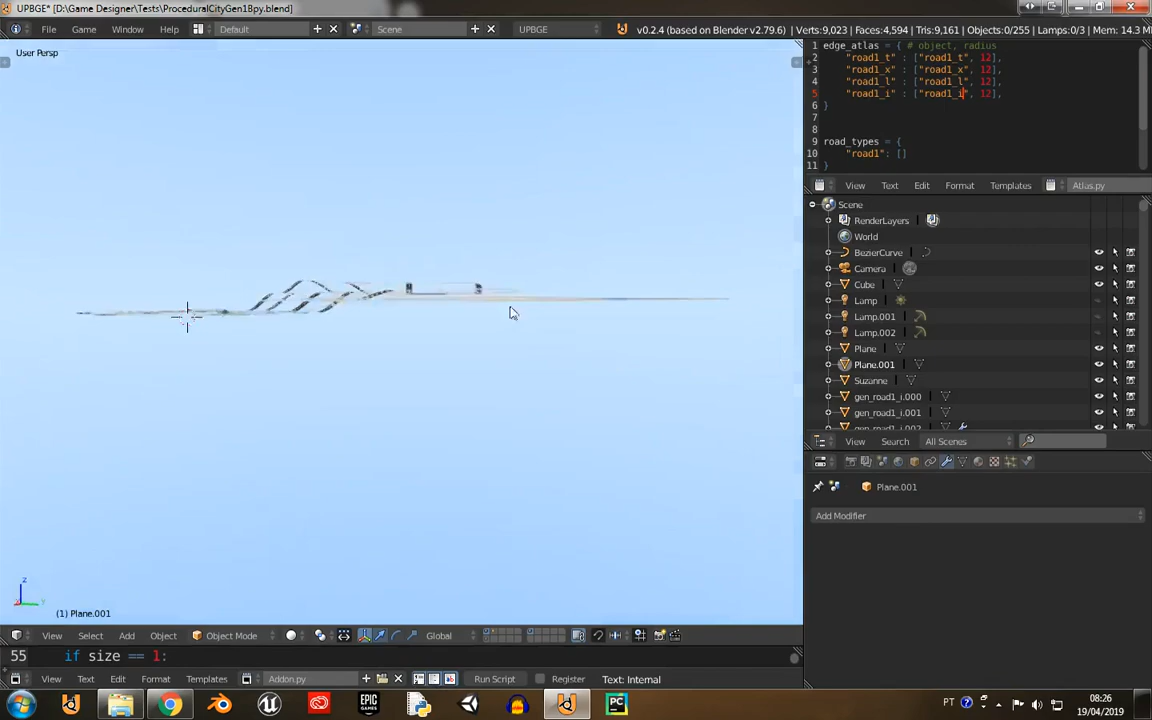 UPBGE* [D:\Game Designer\Tests\ProceduralCityGen1Bpy.blend]
File Game Window Help Default Scene UPBGE v0.2.4 (based on Blender v2.79.6) | Verts:9,023 | Faces:4,594 | Tris:9,161 | Objects:0/255 | Lamps:0/3 | Mem: 14.3
User Persp
1 edge_atlas = { # object, radius
2 "road1_t" : ["road1_t", 12],
3 "road1_x" : ["road1_x", 12],
4 "road1_l" : ["road1_l", 12],
5 "road1_i" : ["road1_i", 12],
6 }
7
8
9 road_types = {
10 "road1": []
11 }
View Text Edit Format Templates Atlas.py
Scene
RenderLayers
World
BezierCurve
Camera
Cube
Lamp
Lamp.001
Lamp.002
Plane
Plane.001
Suzanne
gen_road1_i.000
gen_road1_i.001
gen_road1_i.002
View Search All Scenes
Plane.001
Add Modifier
z
y
(1) Plane.001
View Select Add Object Object Mode Global
55 if size == 1:
View Text Edit Format Templates Addon.py Run Script Register Text: Internal
EPIC GAMES PC PT 08:26
19/04/2019